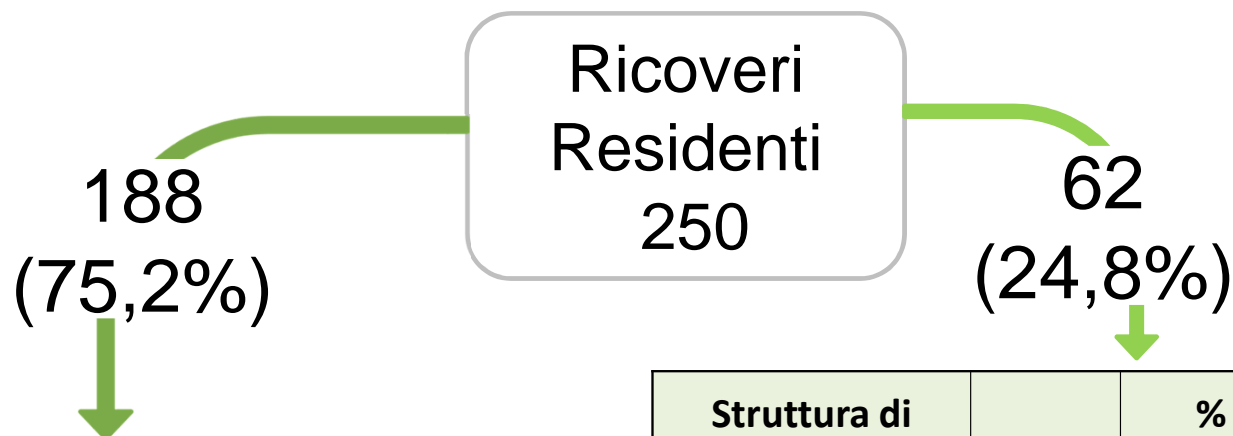 Ricoveri
Residenti
250
188
(75,2%)
62
(24,8%)
Struttura di
%